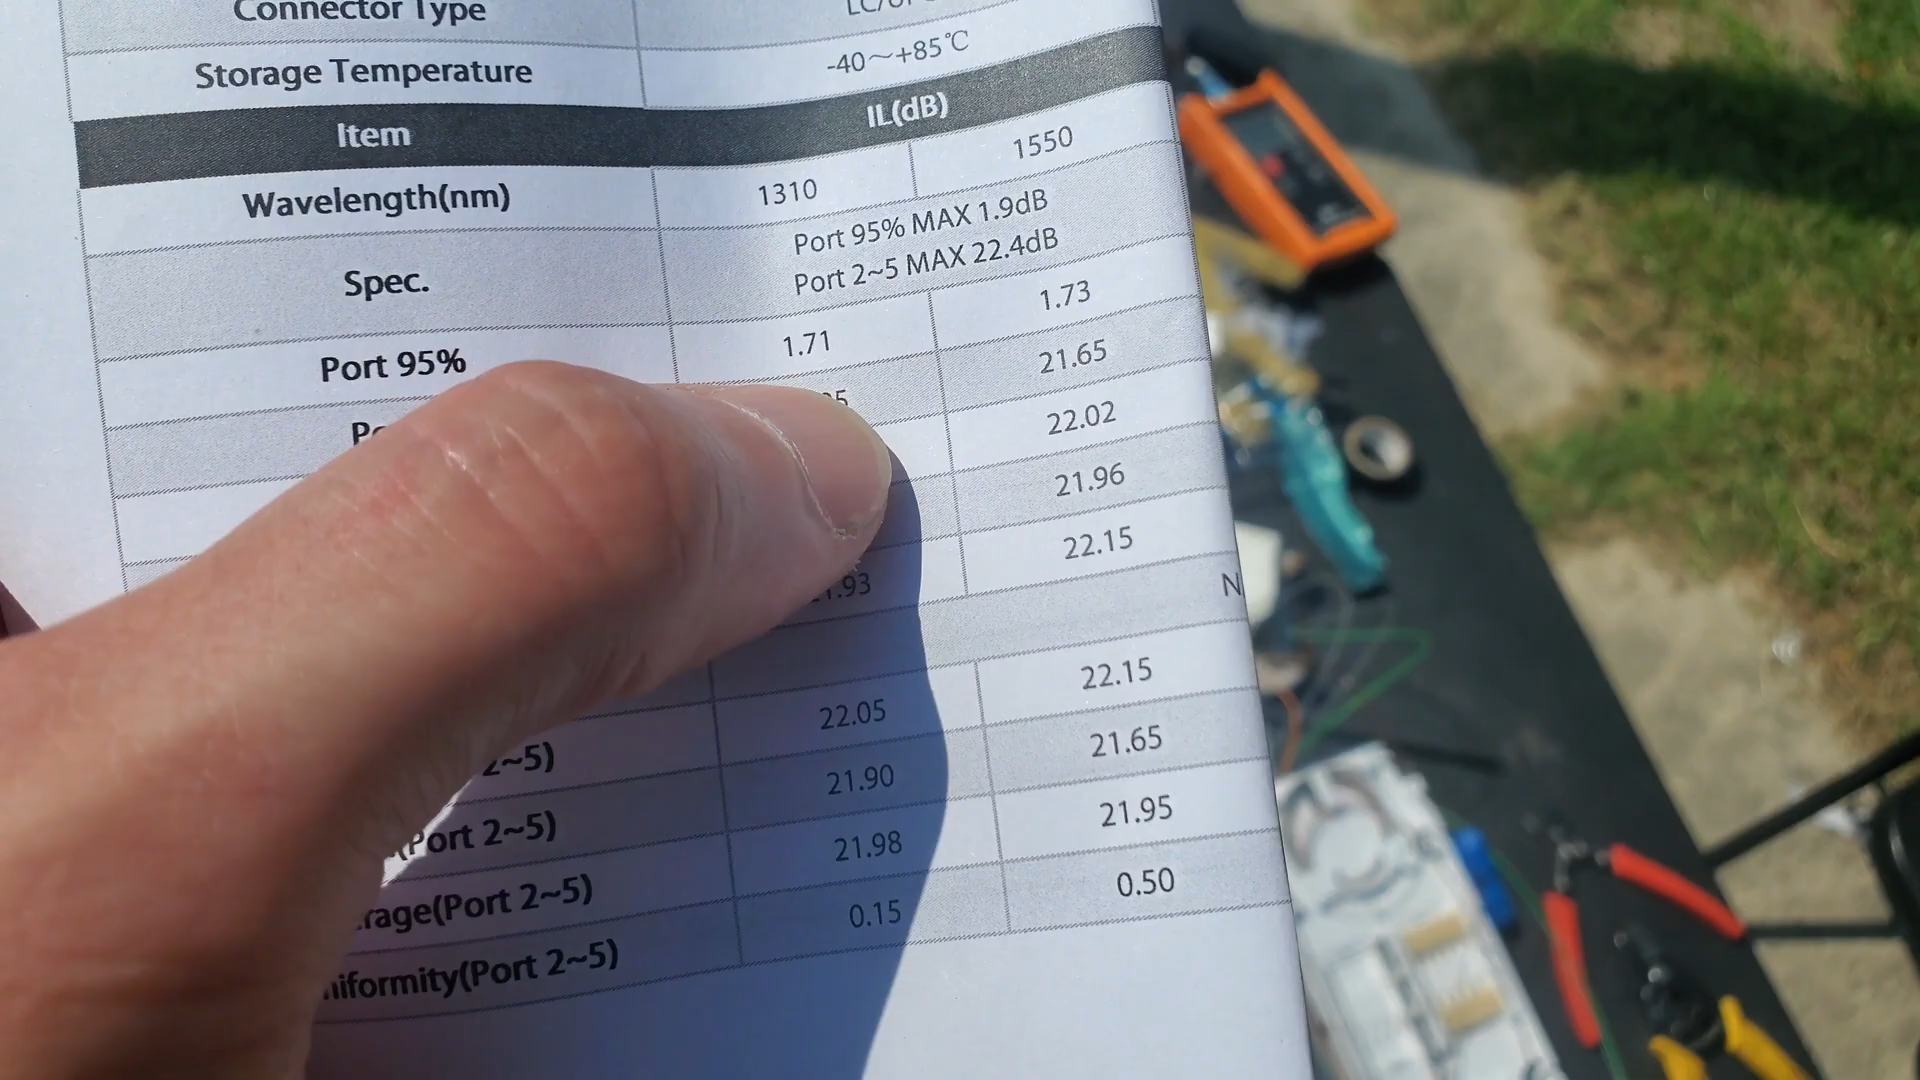 Connector Type
Storage Temperature -40～+85℃
Item IL(dB)
Wavelength(nm) 1310 1550
Spec. Port 95% MAX 1.9dB
Port 2~5 MAX 22.4dB
Port 95% 1.71 1.73
21.65
22.02
21.96
22.15
N
2~5) 22.05 22.15
(Port 2~5) 21.90 21.65
(Port 2~5) 21.98 21.95
(Port 2~5) 0.15 0.50